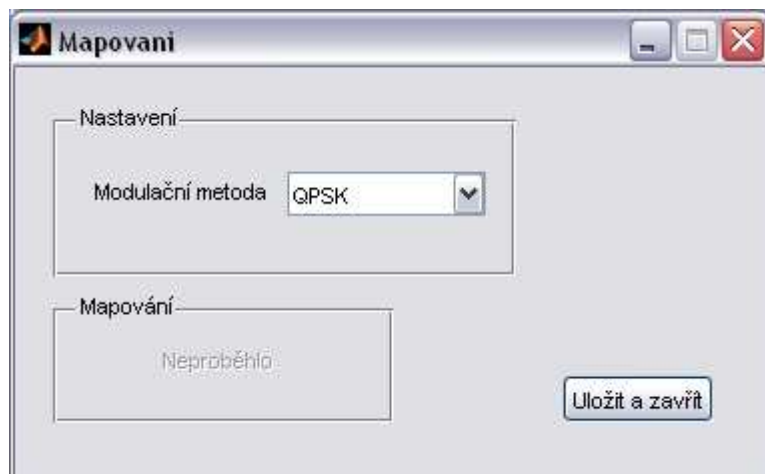 Mapovani
Nastavení
Modulační metoda QPSK
Mapování
Neproběhlo
Uložit a zavřít